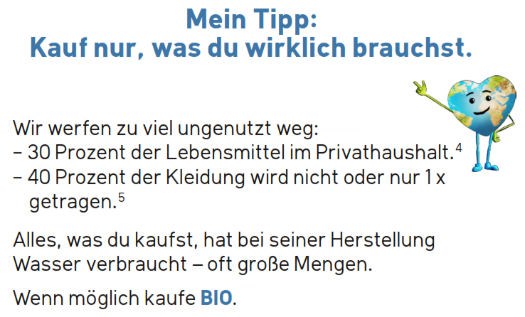 Mein Tipp:
Kauf nur, was du wirklich brauchst.
Wir werfen zu viel ungenutzt weg:
– 30 Prozent der Lebensmittel im Privathaushalt.⁴
– 40 Prozent der Kleidung wird nicht oder nur 1 x
getragen.⁵
Alles, was du kaufst, hat bei seiner Herstellung
Wasser verbraucht – oft große Mengen.
Wenn möglich kaufe BIO.